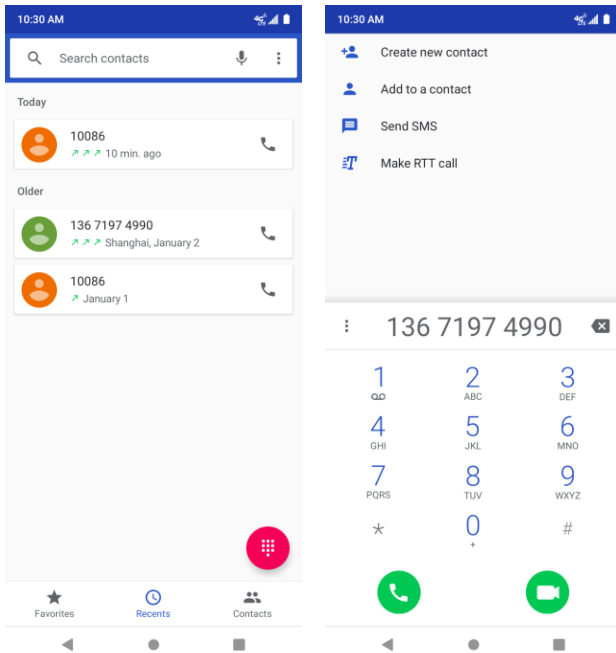 10:30 AM
Search contacts
Today
10086
10 min. ago
Older
136 7197 4990
Shanghai, January 2
10086
January 1
Favorites
Recents
Contacts
10:30 AM
Create new contact
Add to a contact
Send SMS
Make RTT call
136 7197 4990
1 2 3
ABC DEF
4 5 6
GHI JKL MNO
7 8 9
PQRS TUV WXYZ
* 0 #
+